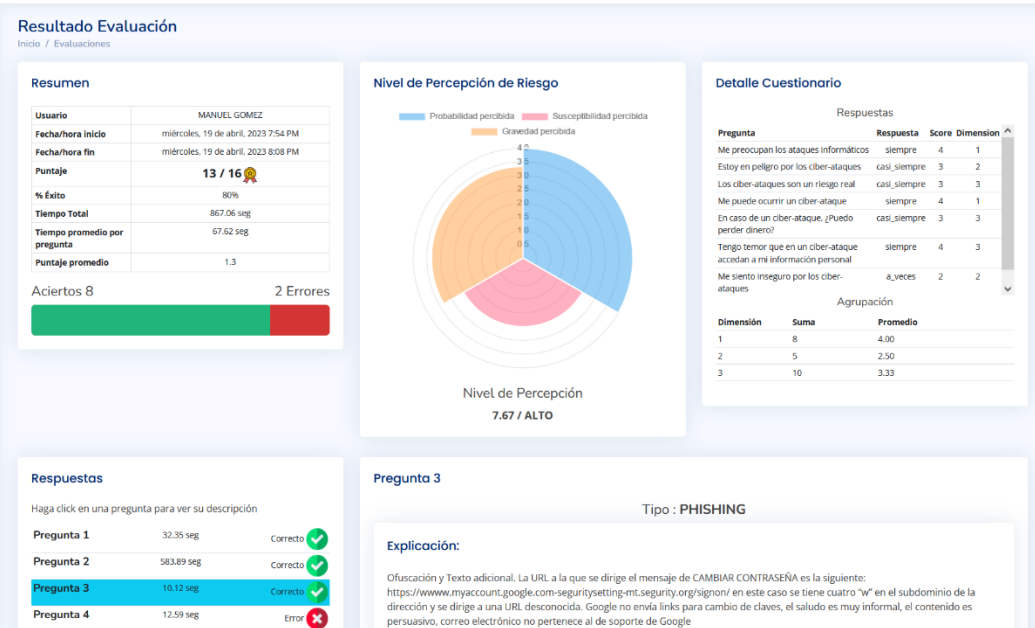 Resultado Evaluación
Inicio / Evaluaciones
Resumen
Usuario MANUEL GOMEZ
Fecha/hora inicio miércoles, 19 de abril, 2023 7:54 PM
Fecha/hora fin miércoles, 19 de abril, 2023 8:08 PM
Puntaje 13 / 16
% Éxito 80%
Tiempo Total 867.06 seg
Tiempo promedio por pregunta 67.62 seg
Puntaje promedio 1.3
Aciertos 8 2 Errores
Nivel de Percepción de Riesgo
Probabilidad percibida Susceptibilidad percibida
Gravedad percibida
4.0
3.5
3.0
2.5
2.0
1.5
1.0
0.5
Nivel de Percepción
7.67 / ALTO
Detalle Cuestionario
Respuestas
Pregunta Respuesta Score Dimension
Me preocupan los ataques informáticos siempre 4 1
Estoy en peligro por los ciber-ataques casi_siempre 3 2
Los ciber-ataques son un riesgo real casi_siempre 3 3
Me puede ocurrir un ciber-ataque siempre 4 1
En caso de un ciber-ataque, ¿Puedo casi_siempre 3 3
perder dinero?
Tengo temor que en un ciber-ataque siempre 4 3
accedan a mi información personal
Me siento inseguro por los ciber- a_veces 2 2
ataques
Agrupación
Dimensión Suma Promedio
1 8 4.00
2 5 2.50
3 10 3.33
Respuestas
Haga click en una pregunta para ver su descripción
Pregunta 1 32.35 seg Correcto
Pregunta 2 583.89 seg Correcto
Pregunta 3 10.12 seg Correcto
Pregunta 4 12.59 seg Error
Pregunta 3
Tipo : PHISHING
Explicación:
Ofuscación y Texto adicional. La URL a la que se dirige el mensaje de CAMBIAR CONTRASEÑA es la siguiente:
https://wwww.myaccount.google.com-seguritysetting-mt.segurity.org/signon/ en este caso se tiene cuatro "w" en el subdominio de la
dirección y se dirige a una URL desconocida. Google no envía links para cambio de claves, el saludo es muy informal, el contenido es
persuasivo, correo electrónico no pertenece al de soporte de Google